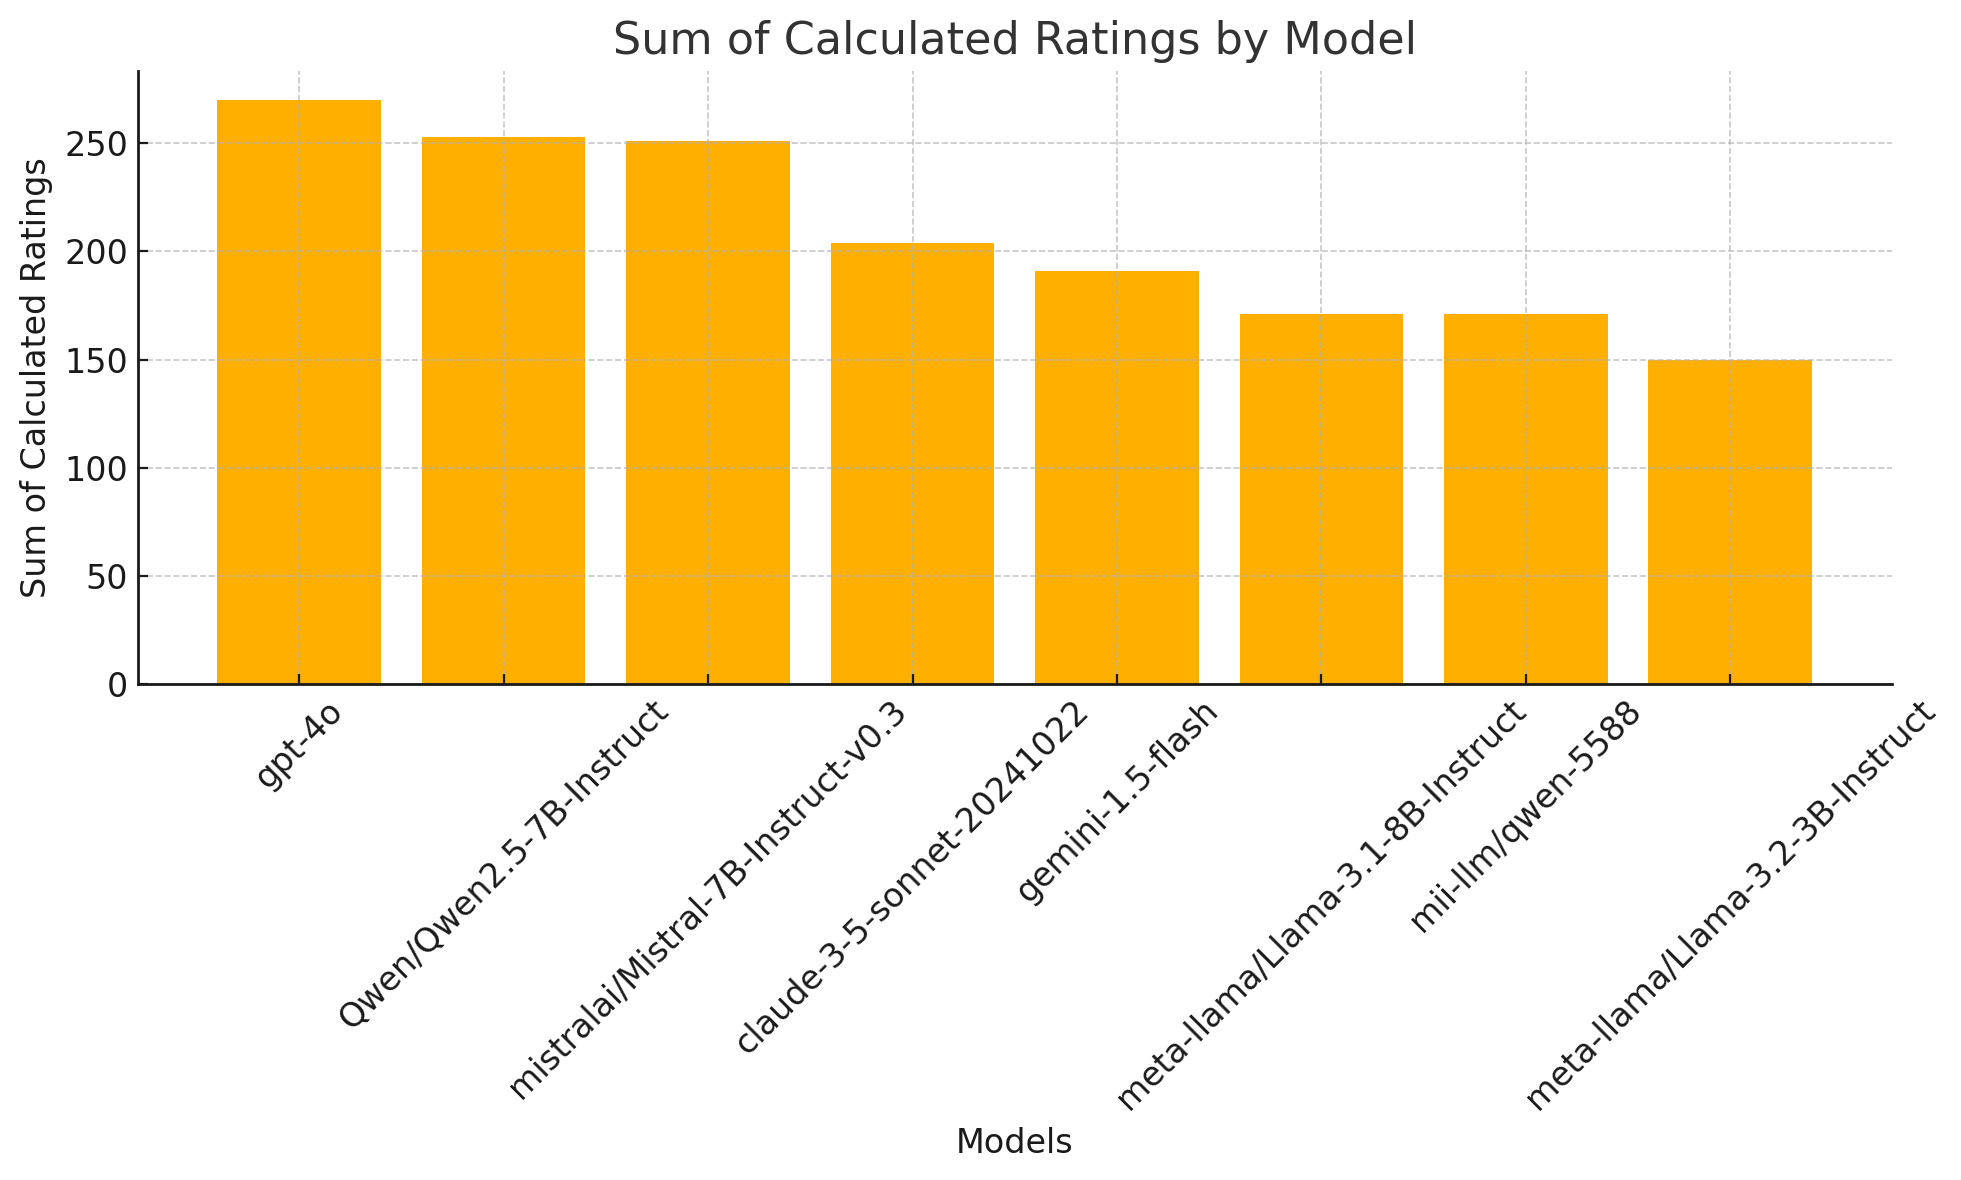 Sum of Calculated Ratings by Model
Sum of Calculated Ratings
250
200
150
100
50
0
gpt-4o
Qwen/Qwen2.5-7B-Instruct
mistralai/Mistral-7B-Instruct-v0.3
claude-3-5-sonnet-20241022
gemini-1.5-flash
meta-llama/Llama-3.1-8B-Instruct
mii-llm/qwen-5588
meta-llama/Llama-3.2-3B-Instruct
Models